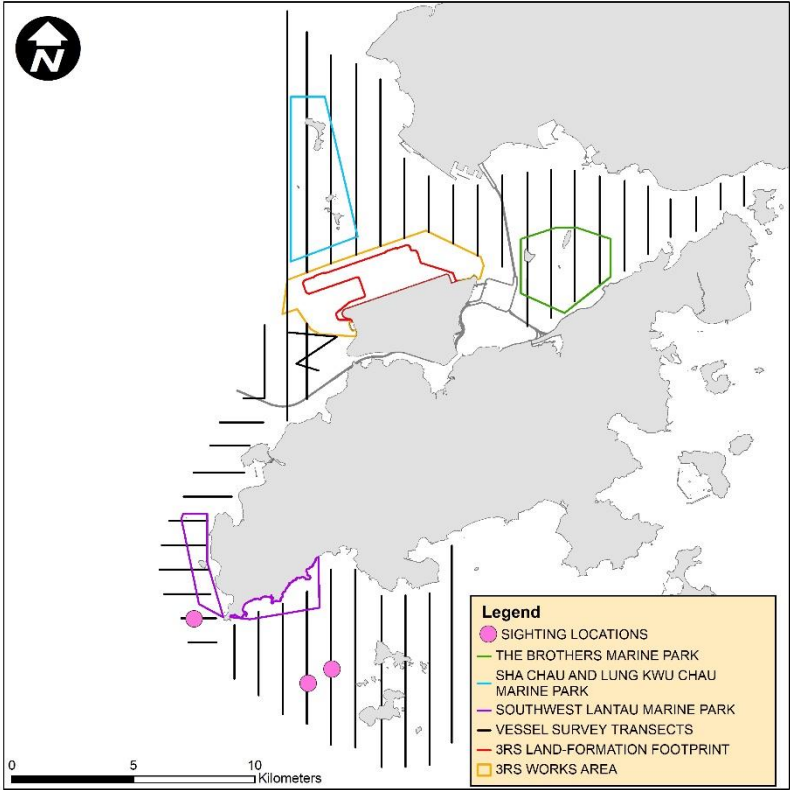 N
Legend
SIGHTING LOCATIONS
THE BROTHERS MARINE PARK
SHA CHAU AND LUNG KWU CHAU
MARINE PARK
SOUTHWEST LANTAU MARINE PARK
VESSEL SURVEY TRANSECTS
3RS LAND-FORMATION FOOTPRINT
3RS WORKS AREA
0 5 10
Kilometers